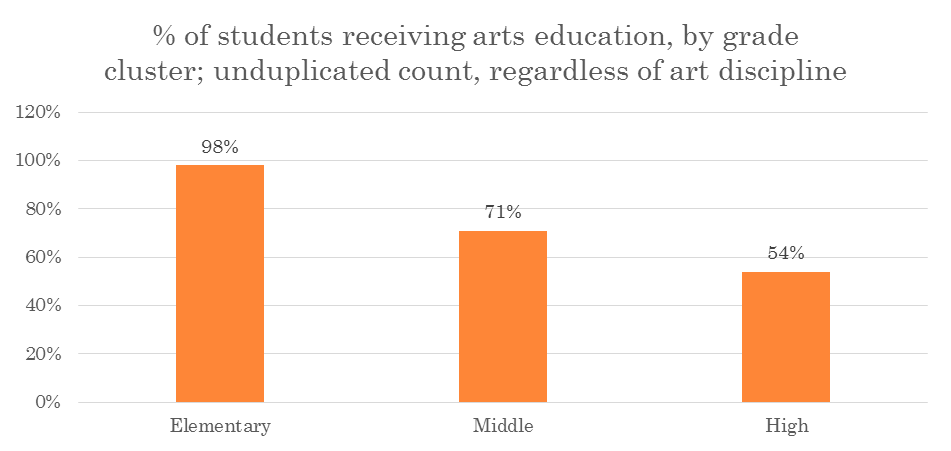 % of students receiving arts education, by grade
cluster; unduplicated count, regardless of art discipline
120%
100%
80%
60%
40%
20%
0%
98%
71%
54%
Elementary
Middle
High